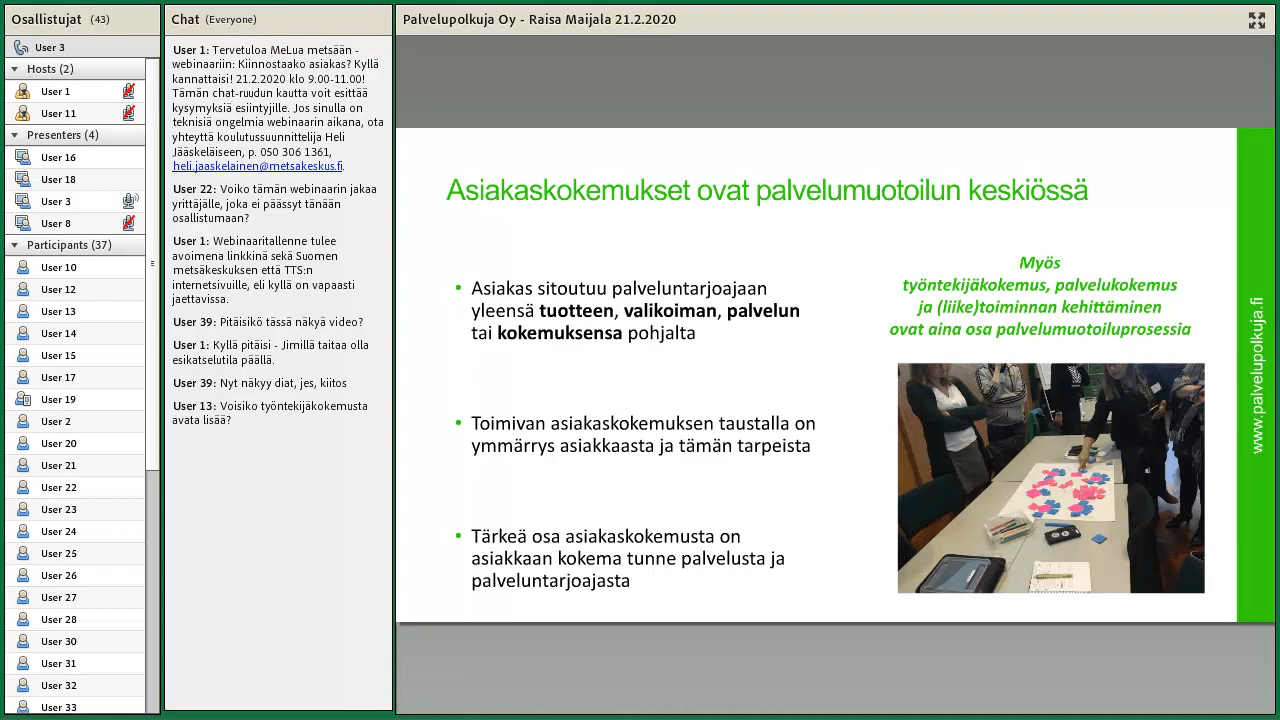 Osallistujat (43)
User 3
Hosts (2)
User 1
User 11
Presenters (4)
User 16
User 18
User 3
User 8
Participants (37)
User 10
User 12
User 13
User 14
User 15
User 17
User 19
User 2
User 20
User 21
User 22
User 23
User 24
User 25
User 26
User 27
User 28
User 30
User 31
User 32
User 33
Chat (Everyone)
User 1: Tervetuloa MeLua metsään -
webinaariin: Kiinnostaako asiakas? Kyllä
kannattaisi! 21.2.2020 klo 9.00-11.00!
Tämän chat-ruudun kautta voit esittää
kysymyksiä esiintyjille. Jos sinulla on
teknisiä ongelmia webinaarin aikana, ota
yhteyttä koulutussuunnittelija Heli
Jääskeläiseen, p. 050 306 1361,
heli.jaaskelainen@metsakeskus.fi.
User 22: Voiko tämän webinaarin jakaa
yrittäjälle, joka ei päässyt tänään
osallistumaan?
User 1: Webinaaritallenne tulee
avoimena linkkinä sekä Suomen
metsäkeskuksen että TTS:n
internetsivuille, eli kyllä on vapaasti
jaettavissa.
User 39: Pitäisikö tässä näkyä video?
User 1: Kyllä pitäisi - Jimillä taitaa olla
esikatselutila päällä.
User 39: Nyt näkyy diat, jes, kiitos
User 13: Voisiko työntekijäkokemusta
avata lisää?
Palvelupolkuja Oy - Raisa Maijala 21.2.2020
Asiakaskokemukset ovat palvelumuotoilun keskiössä
• Asiakas sitoutuu palveluntarjoajaan
yleensä tuotteen, valikoiman, palvelun
tai kokemuksensa pohjalta
• Toimivan asiakaskokemuksen taustalla on
ymmärrys asiakkaasta ja tämän tarpeista
• Tärkeä osa asiakaskokemusta on
asiakkaan kokema tunne palvelusta ja
palveluntarjoajasta
Myös
työntekijäkokemus, palvelukokemus
ja (liike)toiminnan kehittäminen
ovat aina osa palvelumuotoiluprosessia
www.palvelupolkuja.fi